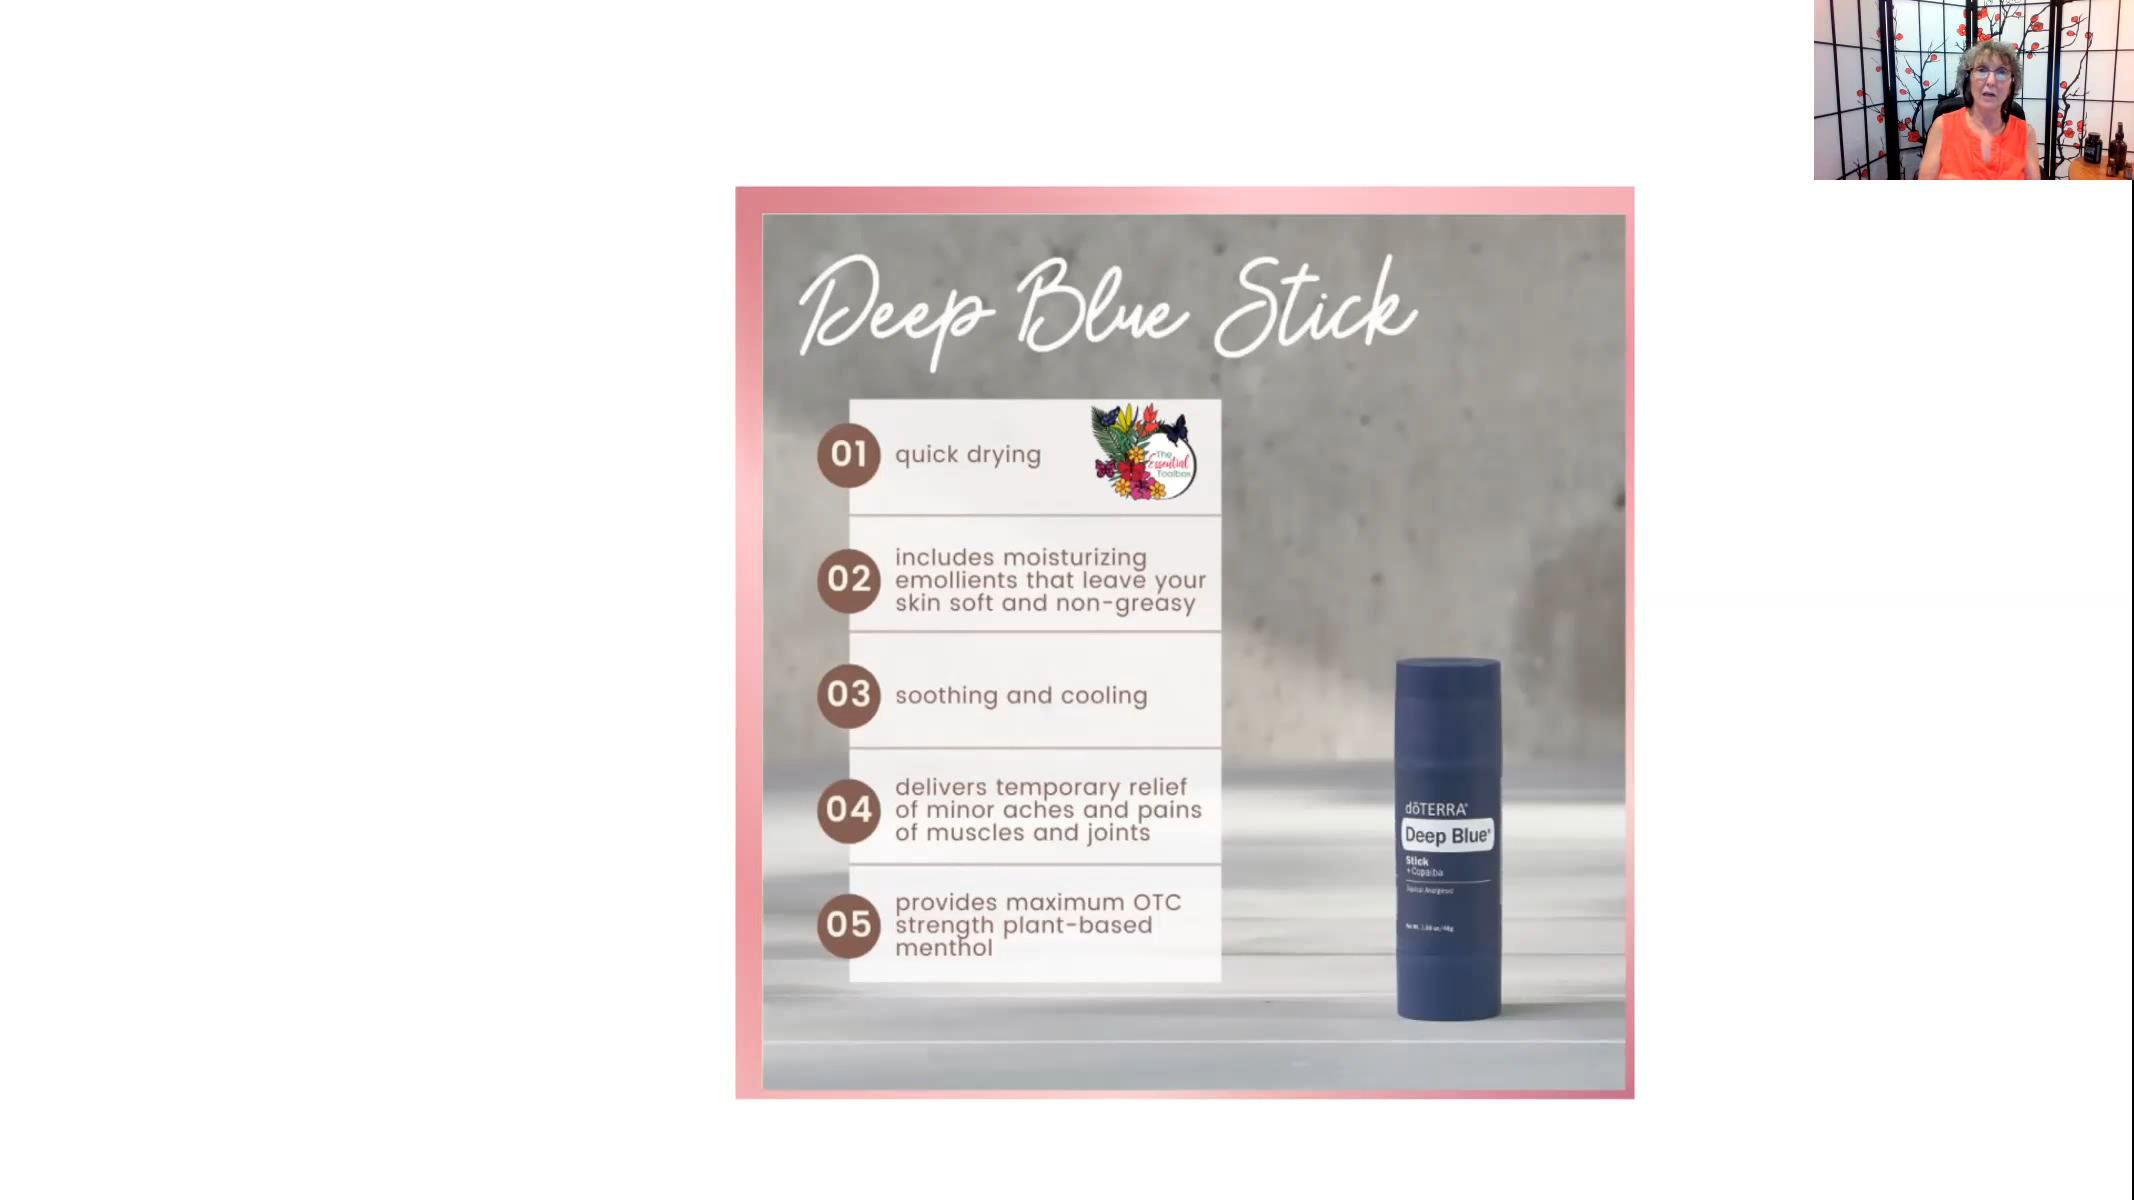 Deep Blue Stick
01
quick drying
The
Essential
Toolbox
02
includes moisturizing
emollients that leave your
skin soft and non-greasy
03
soothing and cooling
04
delivers temporary relief
of minor aches and pains
of muscles and joints
05
provides maximum OTC
strength plant-based
menthol
dōTERRA®
Deep Blue®
Stick
+Copaiba
Topical Analgesic